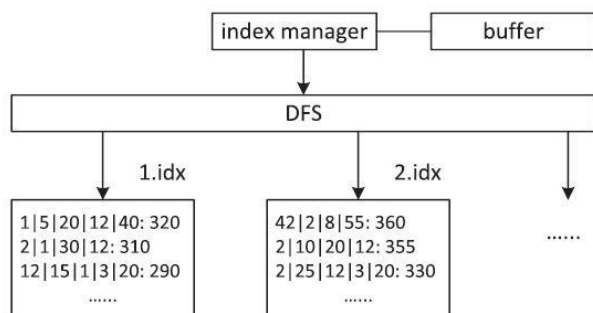 index manager
buffer
DFS
1.idx
2.idx
1|5|20|12|40: 320
2|1|30|12: 310
12|15|1|3|20: 290
......
42|2|8|55: 360
2|10|20|12: 355
2|25|12|3|20: 330
......
......